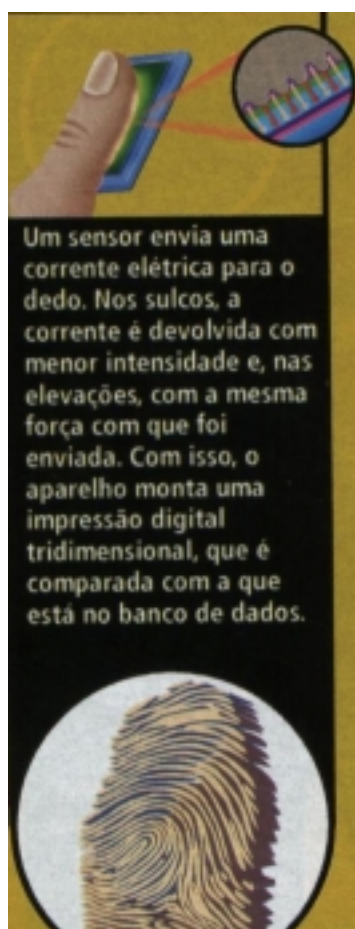 Um sensor envia uma
corrente elétrica para o
dedo. Nos sulcos, a
corrente é devolvida com
menor intensidade e, nas
elevações, com a mesma
força com que foi
enviada. Com isso, o
aparelho monta uma
impressão digital
tridimensional, que é
comparada com a que
está no banco de dados.